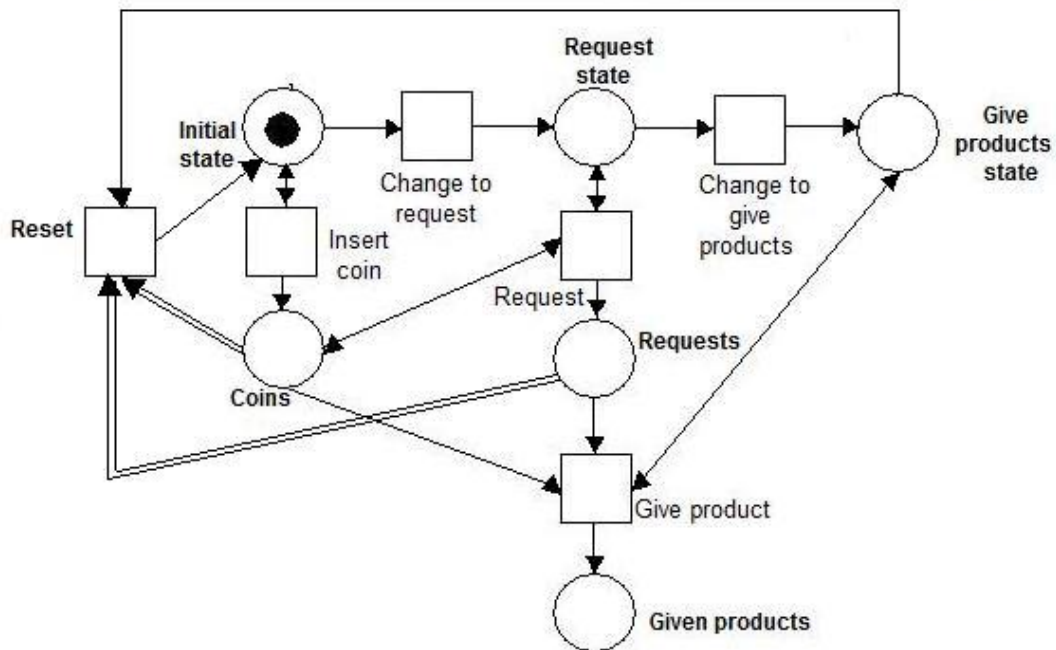 Request
state
Initial
state
Give
products
state
Change to
request
Change to
give
products
Reset
Insert
coin
Request
Requests
Coins
Give product
Given products